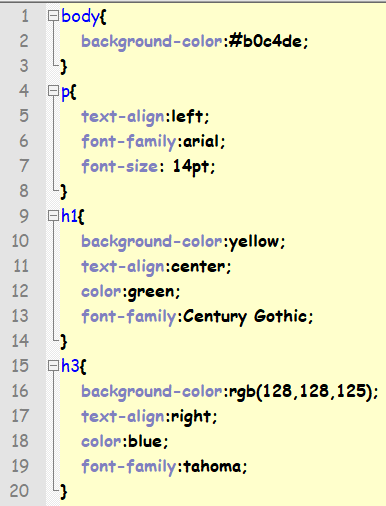 1 body{
2 background-color:#b0c4de;
3 }
4 p{
5 text-align:left;
6 font-family:arial;
7 font-size: 14pt;
8 }
9 h1{
10 background-color:yellow;
11 text-align:center;
12 color:green;
13 font-family:Century Gothic;
14 }
15 h3{
16 background-color:rgb(128,128,125);
17 text-align:right;
18 color:blue;
19 font-family:tahoma;
20 }